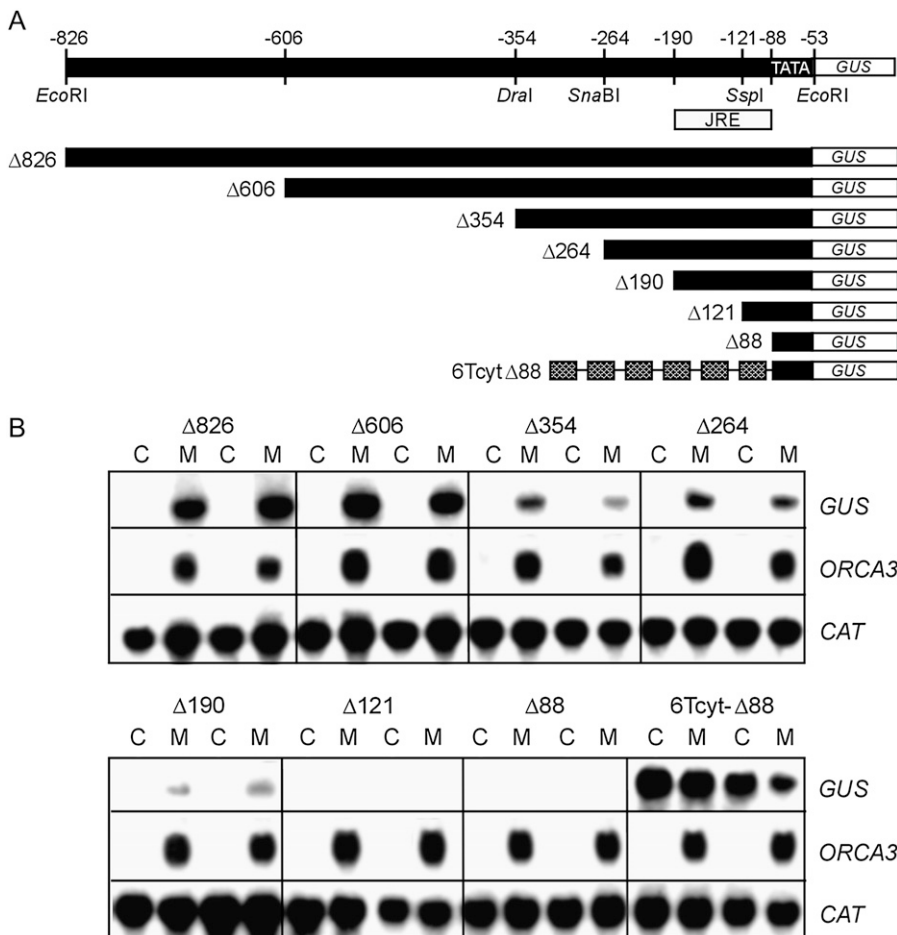 A
-826 -606 -354 -264 -190 -121 -88 -53
TATA GUS
EcoRI DraI SnaBI SspI EcoRI
JRE
Δ826 GUS
Δ606 GUS
Δ354 GUS
Δ264 GUS
Δ190 GUS
Δ121 GUS
Δ88 GUS
6TcytΔ88 GUS
B
Δ826 Δ606 Δ354 Δ264
C M C M C M C M C M C M C M C M
GUS
ORCA3
CAT
Δ190 Δ121 Δ88 6Tcyt-Δ88
C M C M C M C M C M C M C M C M
GUS
ORCA3
CAT